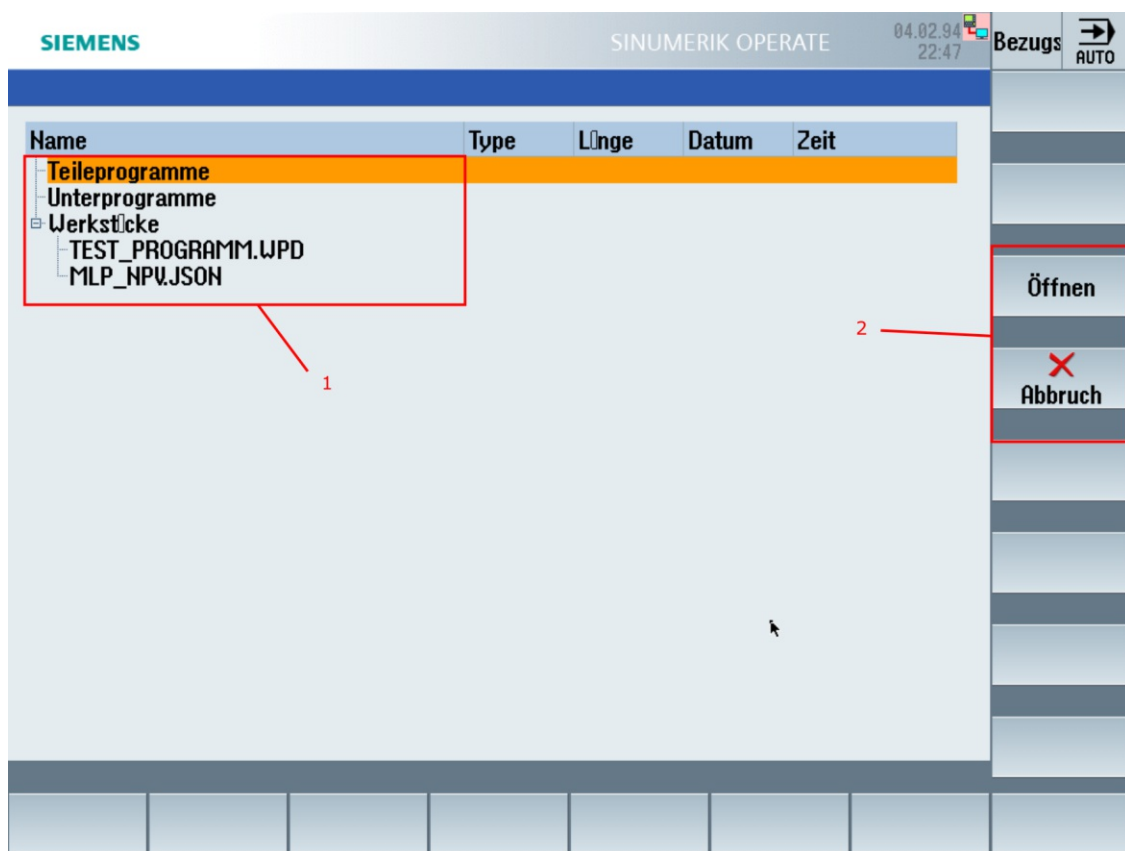 SIEMENS SINUMERIK OPERATE 04.02.94 22:47 Bezugs AUTO
Name Type L▯nge Datum Zeit
Teileprogramme
Unterprogramme
Werkst▯cke
TEST_PROGRAMM.WPD
MLP_NPV.JSON
1
2
Öffnen
Abbruch